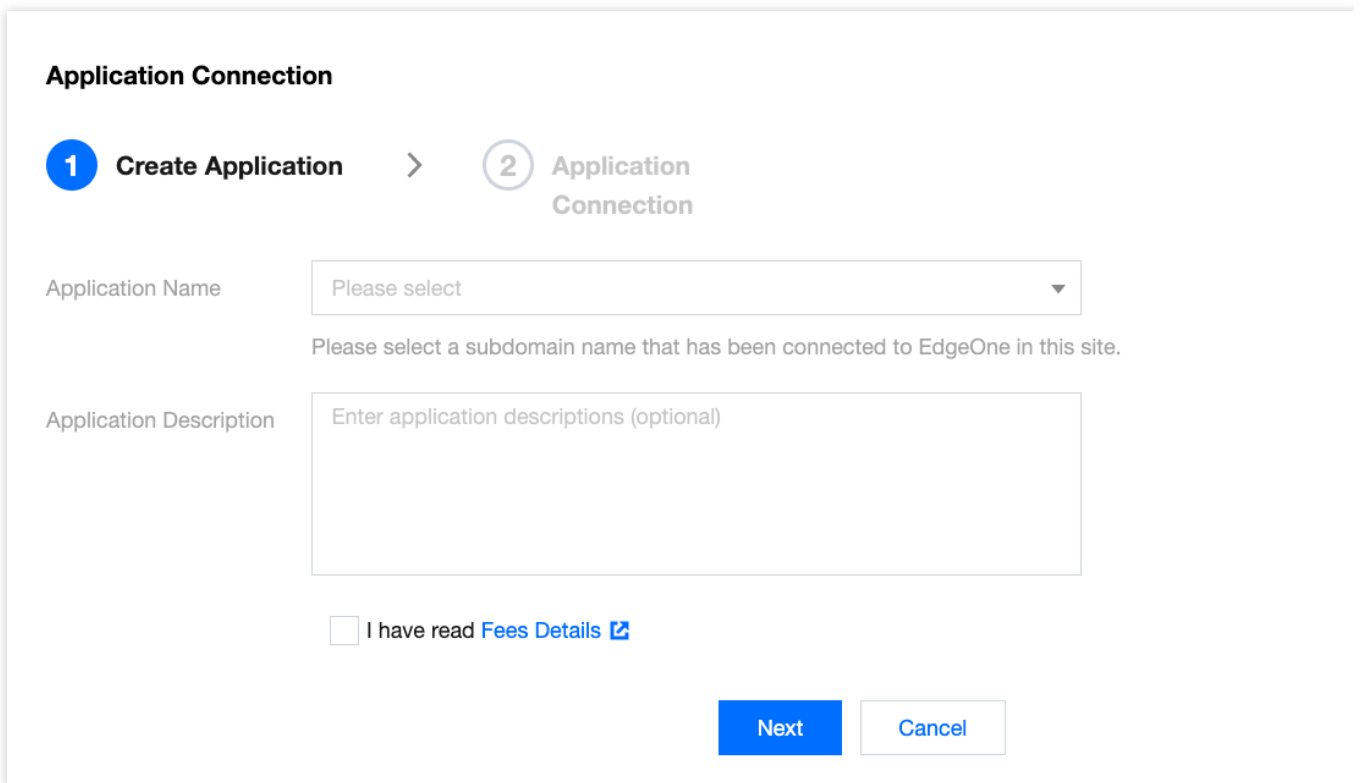 Application Connection
1 Create Application > 2 Application
Connection
Application Name Please select
Please select a subdomain name that has been connected to EdgeOne in this site.
Application Description Enter application descriptions (optional)
I have read Fees Details
Next Cancel